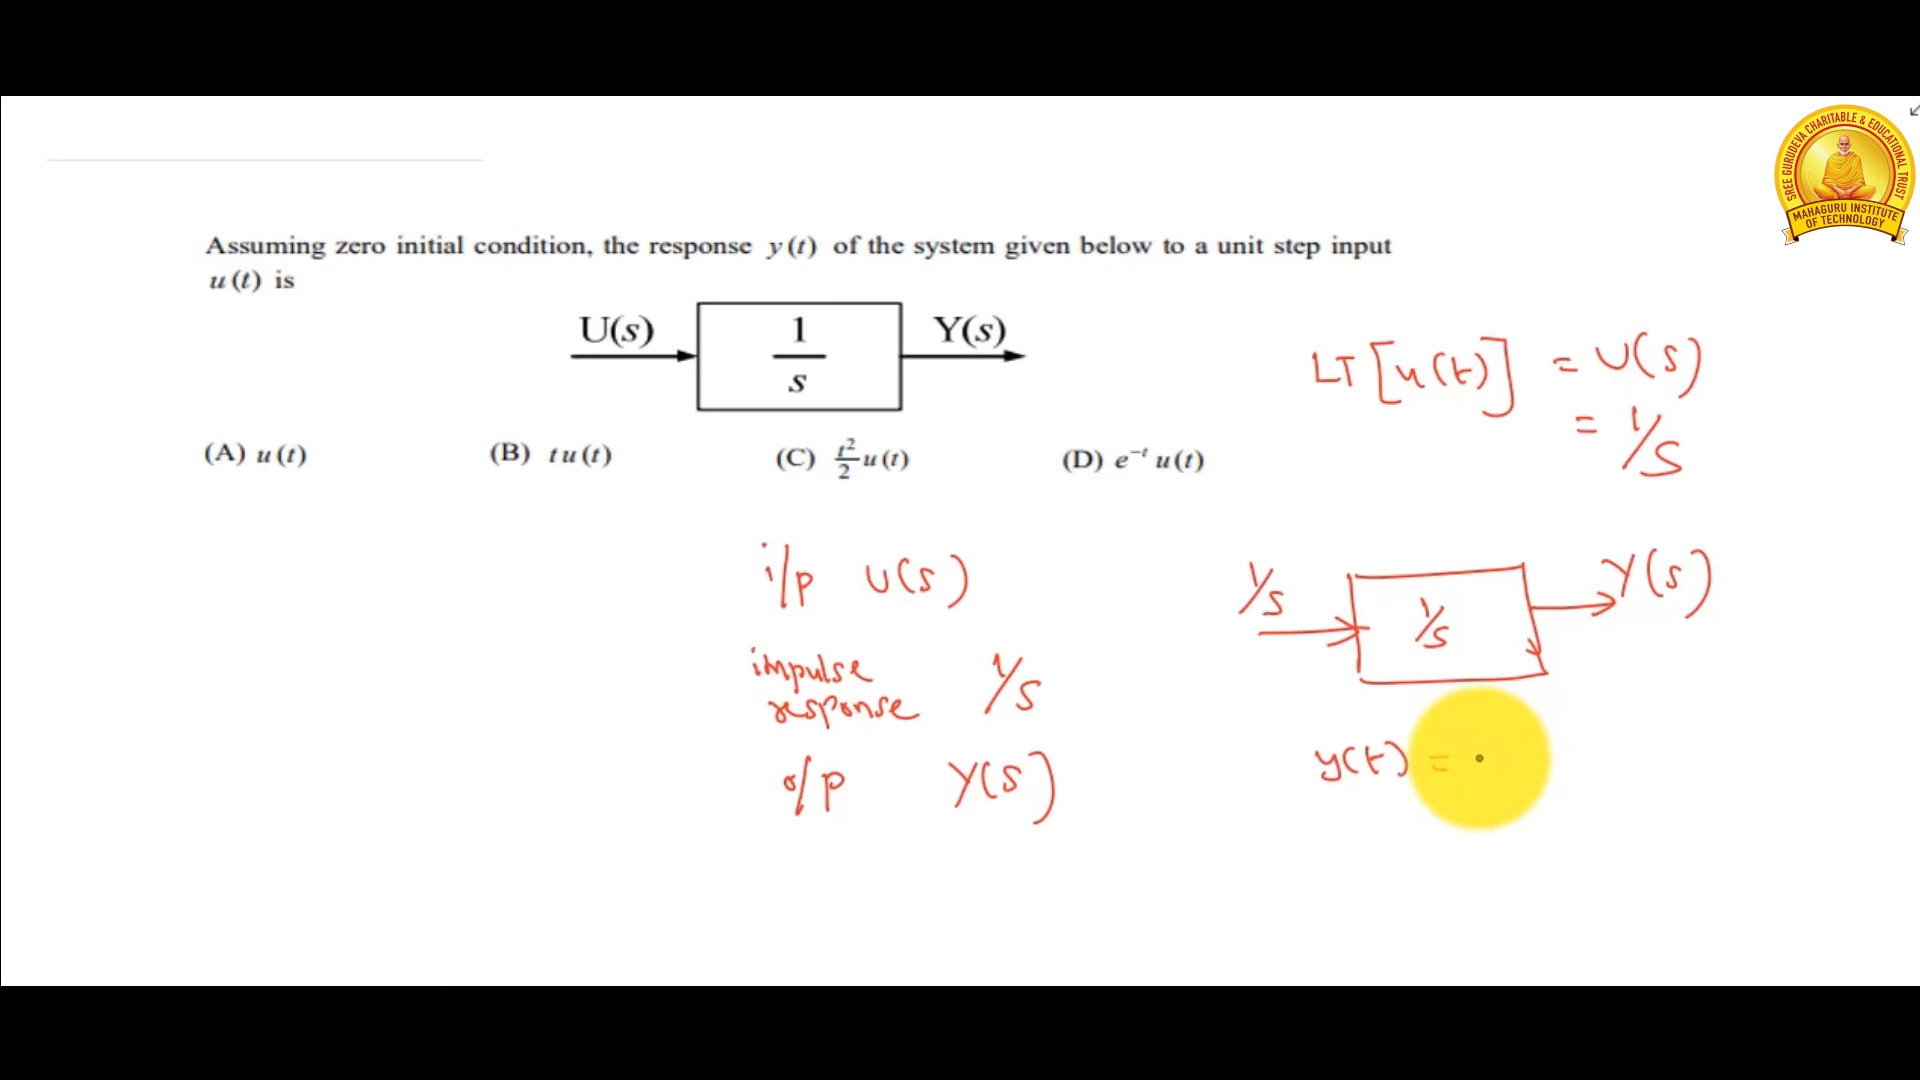 SREE GURUDEVA CHARITABLE & EDUCATIONAL TRUST
MAHAGURU INSTITUTE
OF TECHNOLOGY
Assuming zero initial condition, the response y(t) of the system given below to a unit step input
u(t) is
U(s) 1/s Y(s)
(A) u(t) (B) t u(t) (C) t²/2 u(t) (D) e⁻ᵗ u(t)
LT [u(t)] = U(s)
= 1/s
i/p U(s)
1/s 1/s Y(s)
impulse
response 1/s
y(t) =
o/p Y(s)